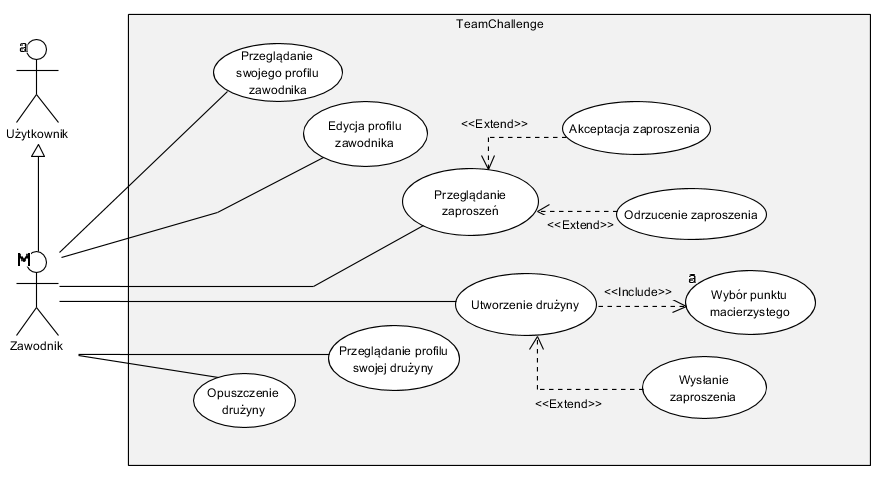 TeamChallenge
a
Użytkownik
Przeglądanie
swojego profilu
zawodnika
Edycja profilu
zawodnika
<<Extend>>
Akceptacja zaproszenia
Przeglądanie
zaproszeń
Odrzucenie zaproszenia
<<Extend>>
M
Zawodnik
Utworzenie drużyny
<<Include>>
a
Wybór punktu
macierzystego
Przeglądanie profilu
swojej drużyny
Opuszczenie
drużyny
Wysłanie
zaproszenia
<<Extend>>